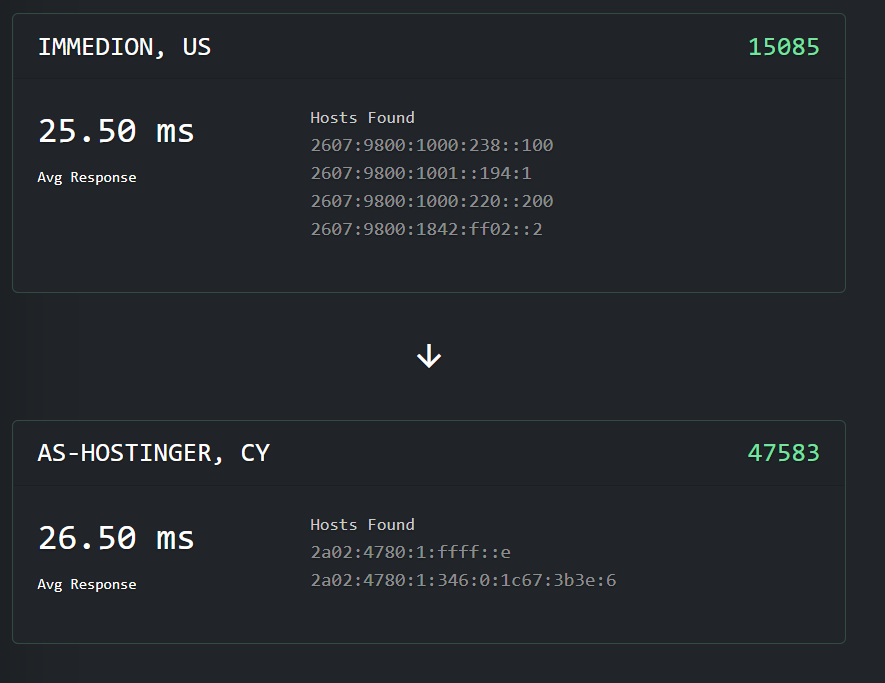 IMMEDION, US 15085
25.50 ms
Avg Response
Hosts Found
2607:9800:1000:238::100
2607:9800:1001::194:1
2607:9800:1000:220::200
2607:9800:1842:ff02::2
AS-HOSTINGER, CY 47583
26.50 ms
Avg Response
Hosts Found
2a02:4780:1:ffff::e
2a02:4780:1:346:0:1c67:3b3e:6